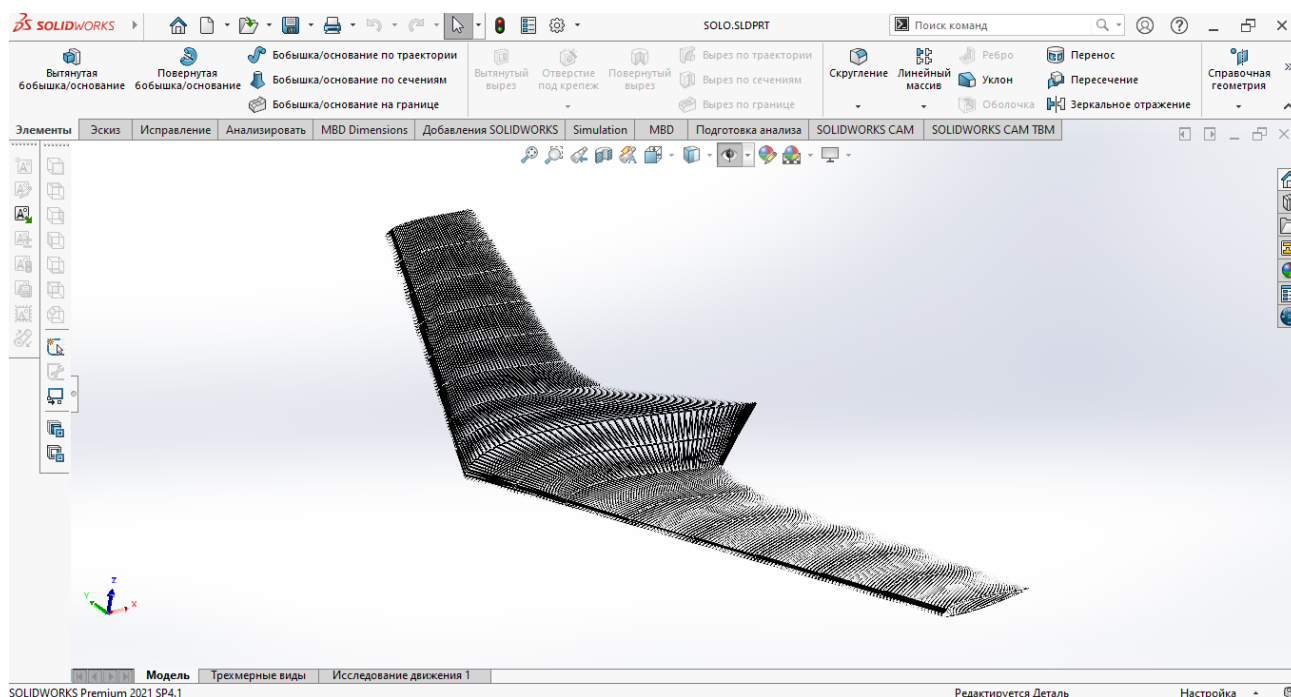 SOLIDWORKS
SOLO.SLDPRT
Поиск команд
Вытянутая бобышка/основание
Повернутая бобышка/основание
Бобышка/основание по траектории
Бобышка/основание по сечениям
Бобышка/основание на границе
Вытянутый вырез
Отверстие под крепеж
Повернутый вырез
Вырез по траектории
Вырез по сечениям
Вырез по границе
Скругление
Линейный массив
Ребро
Уклон
Оболочка
Перенос
Пересечение
Зеркальное отражение
Справочная геометрия
Элементы
Эскиз
Исправление
Анализировать
MBD Dimensions
Добавления SOLIDWORKS
Simulation
MBD
Подготовка анализа
SOLIDWORKS CAM
SOLIDWORKS CAM TBM
Z
Y
X
Модель
Трехмерные виды
Исследование движения 1
SOLIDWORKS Premium 2021 SP4.1
Редактируется Деталь
Настройка